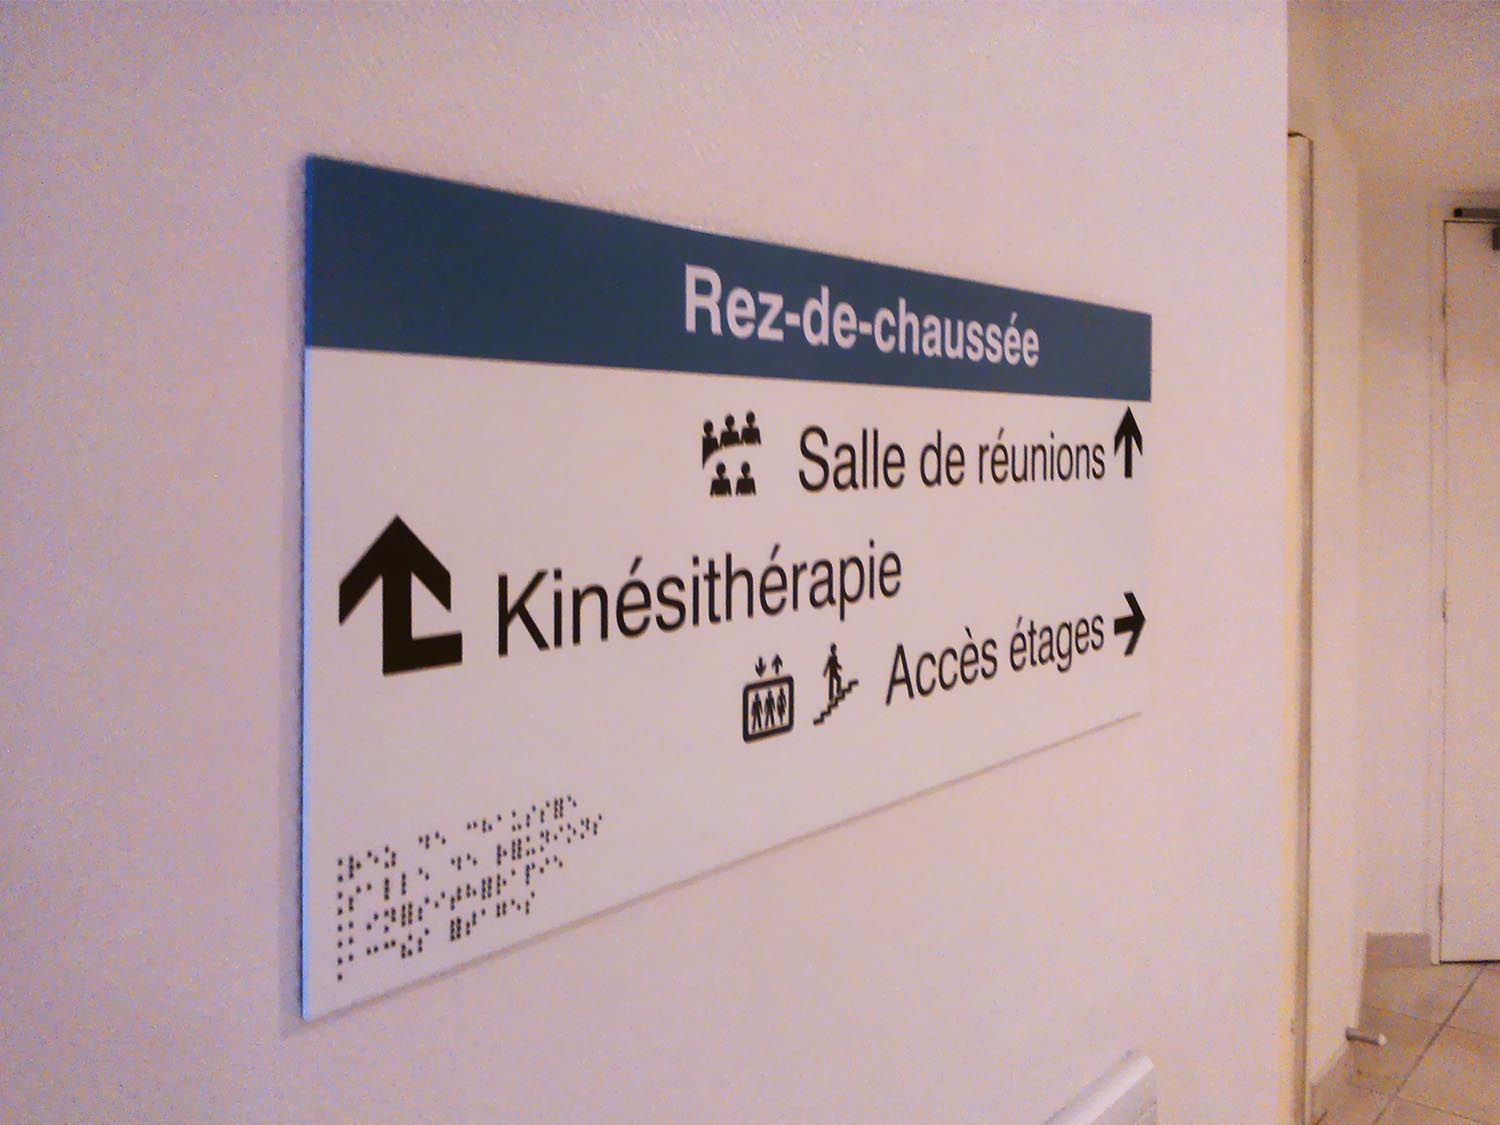 Rez-de-chaussée
Salle de réunions
Kinésithérapie
Accès étages